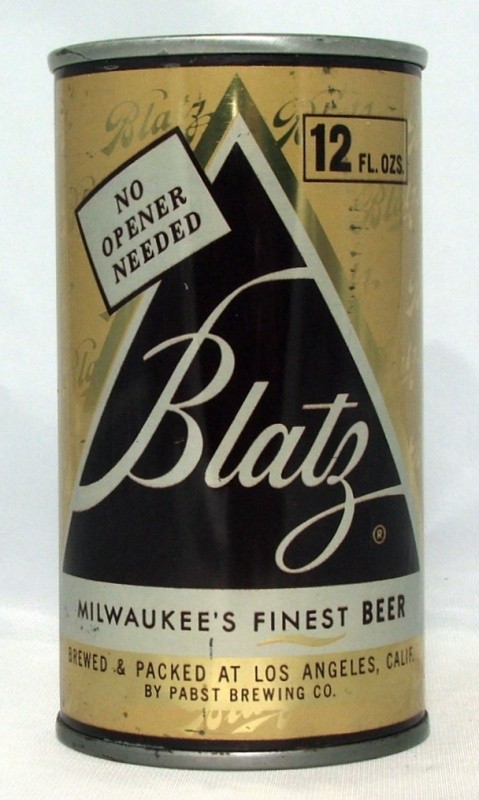 Blatz
12 FL. OZS.
NO
OPENER
NEEDED
Blatz
®
MILWAUKEE'S FINEST BEER
BREWED & PACKED AT LOS ANGELES, CALIF.
BY PABST BREWING CO.